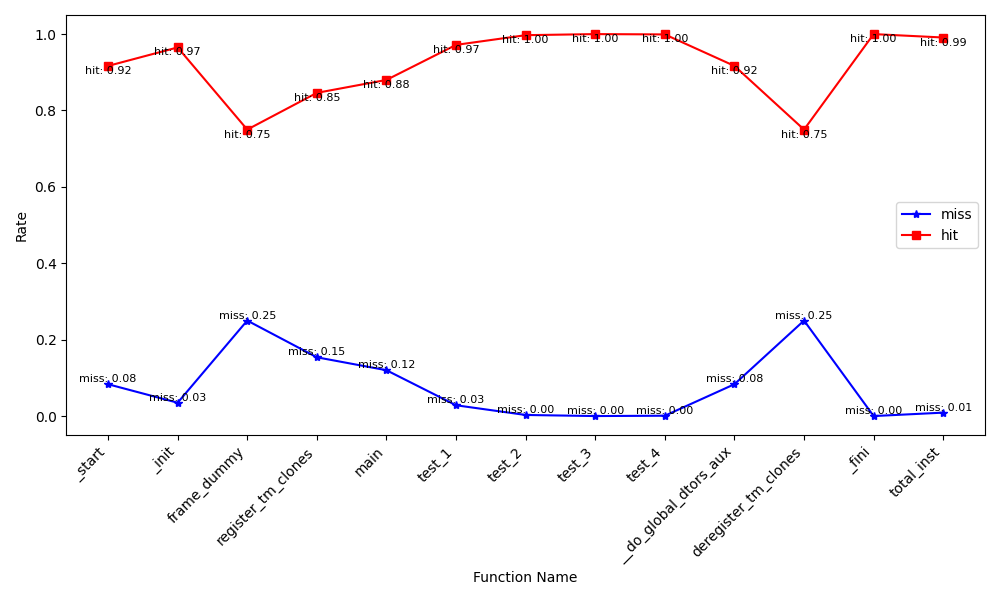 1.0
0.8
0.6
0.4
0.2
0.0
Rate
hit: 0.92
hit: 0.97
hit: 0.75
hit: 0.85
hit: 0.88
hit: 0.97
hit: 1.00
hit: 1.00
hit: 1.00
hit: 0.92
hit: 0.75
hit: 1.00
hit: 0.99
miss
hit
miss: 0.08
miss: 0.03
miss: 0.25
miss: 0.15
miss: 0.12
miss: 0.03
miss: 0.00
miss: 0.00
miss: 0.00
miss: 0.08
miss: 0.25
miss: 0.00
miss: 0.01
_start
_init
frame_dummy
register_tm_clones
main
test_1
test_2
test_3
test_4
__do_global_dtors_aux
deregister_tm_clones
_fini
total_inst
Function Name